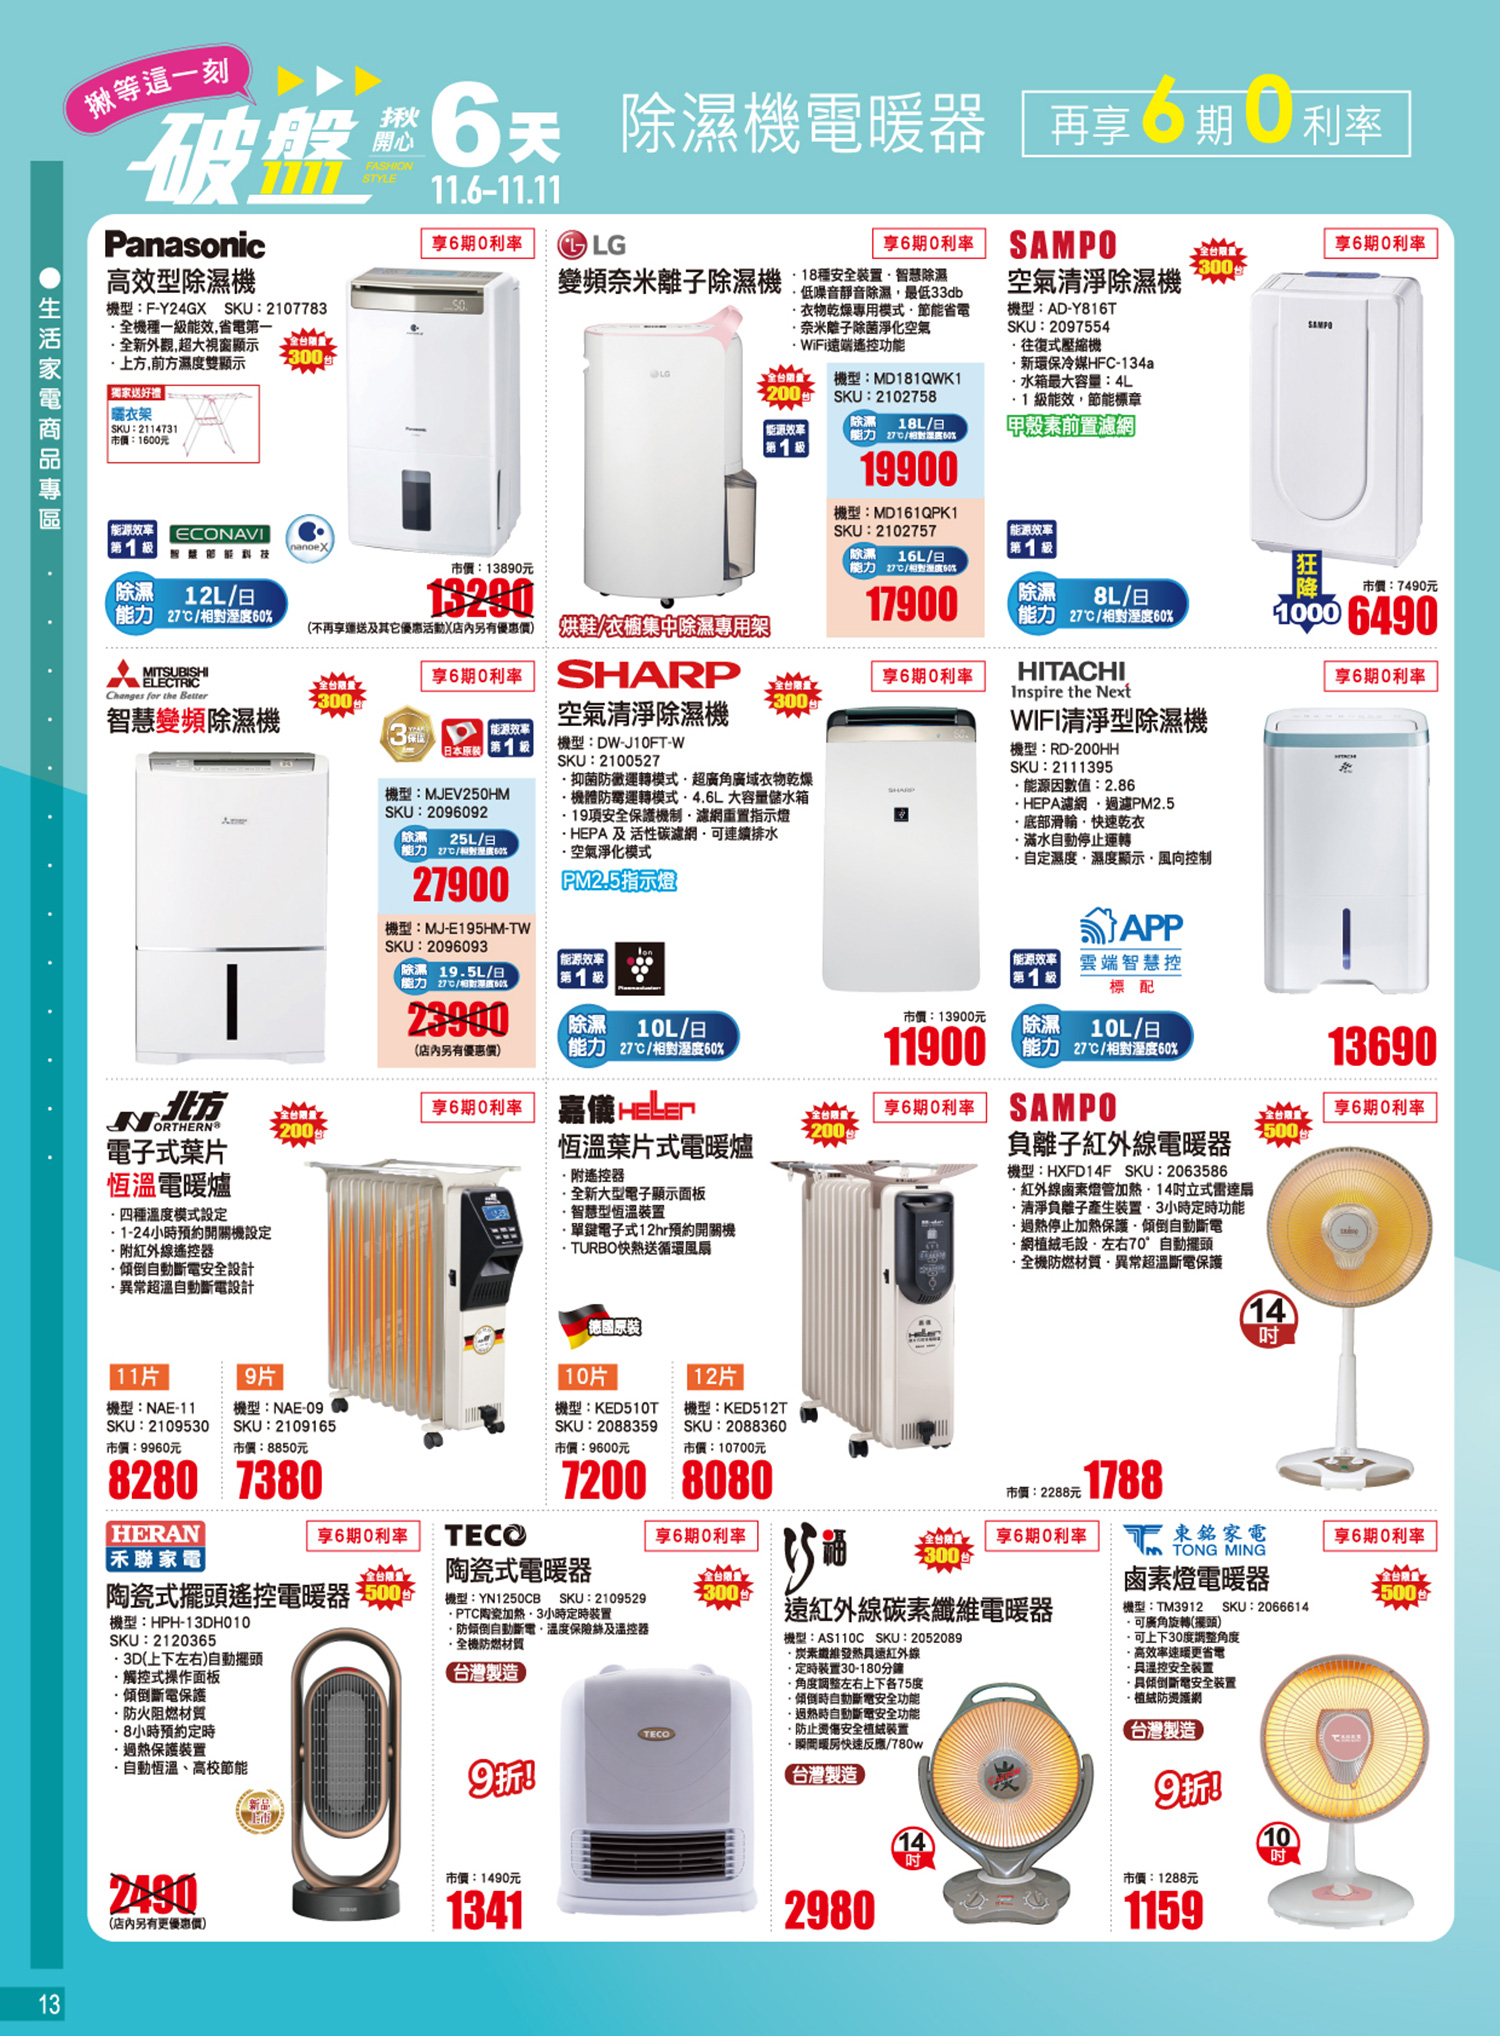 揪等這一刻
破盤
1111
揪
開心
FASHION
STYLE
6天
11.6-11.11
除濕機電暖器
再享6期0利率
●生活家電商品專區
Panasonic
享6期0利率
高效型除濕機
機型：F-Y24GX SKU：2107783
·全機種一級能效,省電第一
·全新外觀,超大視窗顯示
·上方,前方濕度雙顯示
全台限量
300台
獨家送好禮
曬衣架
SKU：2114731
市價：1600元
能源效率
第1級
ECONAVI
智慧節能科技
nanoeX
除濕
能力
12L/日
27℃/相對溼度60%
市價：13890元
13290
(不再享運送及其它優惠活動)(店內另有優惠價)
LG
享6期0利率
變頻奈米離子除濕機
·18種安全裝置·智慧除濕
·低噪音靜音除濕，最低33db
·衣物乾燥專用模式·節能省電
·奈米離子除菌淨化空氣
·WiFi遠端遙控功能
全台限量
200台
能源效率
第1級
機型：MD181QWK1
SKU：2102758
除濕
能力
18L/日
27℃/相對溼度60%
19900
機型：MD161QPK1
SKU：2102757
除濕
能力
16L/日
27℃/相對溼度60%
17900
烘鞋/衣櫥集中除濕專用架
SAMPO
全台限量
300台
享6期0利率
空氣清淨除濕機
機型：AD-Y816T
SKU：2097554
·往復式壓縮機
·新環保冷媒HFC-134a
·水箱最大容量：4L
·1 級能效，節能標章
甲殼素前置濾網
SAMPO
能源效率
第1級
除濕
能力
8L/日
27℃/相對溼度60%
狂降
1000
市價：7490元
6490
MITSUBISHI
ELECTRIC
Changes for the Better
全台限量
300台
享6期0利率
智慧變頻除濕機
3
保固
日本原裝
能源效率
第1級
機型：MJEV250HM
SKU：2096092
除濕
能力
25L/日
27℃/相對溼度60%
27900
機型：MJ-E195HM-TW
SKU：2096093
除濕
能力
19.5L/日
27℃/相對溼度60%
23900
(店內另有優惠價)
SHARP
全台限量
300台
享6期0利率
空氣清淨除濕機
機型：DW-J10FT-W
SKU：2100527
·抑菌防黴運轉模式·超廣角廣域衣物乾燥
·機體防霉運轉模式·4.6L 大容量儲水箱
·19項安全保護機制·濾網重置指示燈
·HEPA 及 活性碳濾網·可連續排水
·空氣淨化模式
PM2.5指示燈
SHARP
能源效率
第1級
Ion
Plasmacluster
除濕
能力
10L/日
27℃/相對溼度60%
市價：13900元
11900
HITACHI
Inspire the Next
享6期0利率
WIFI清淨型除濕機
機型：RD-200HH
SKU：2111395
·能源因數值：2.86
·HEPA濾網 ·過濾PM2.5
·底部滑輪·快速乾衣
·滿水自動停止運轉
·自定濕度·濕度顯示·風向控制
HITACHI
能源效率
第1級
APP
雲端智慧控
標 配
除濕
能力
10L/日
27℃/相對溼度60%
13690
北方
NORTHERN®
全台限量
200台
享6期0利率
電子式葉片
恆溫電暖爐
·四種溫度模式設定
·1-24小時預約開關機設定
·附紅外線遙控器
·傾倒自動斷電安全設計
·異常超溫自動斷電設計
11片
機型：NAE-11
SKU：2109530
市價：9960元
8280
9片
機型：NAE-09
SKU：2109165
市價：8850元
7380
嘉儀HELLER
全台限量
200台
享6期0利率
恆溫葉片式電暖爐
·附遙控器
·全新大型電子顯示面板
·智慧型恆溫裝置
·單鍵電子式12hr預約開關機
·TURBO快熱送循環風扇
德國原裝
10片
機型：KED510T
SKU：2088359
市價：9600元
7200
12片
機型：KED512T
SKU：2088360
市價：10700元
8080
SAMPO
全台限量
500台
享6期0利率
負離子紅外線電暖器
機型：HXFD14F SKU：2063586
·紅外線鹵素燈管加熱·14吋立式雷達扇
·清淨負離子產生裝置·3小時定時功能
·過熱停止加熱保護·傾倒自動斷電
·網植絨毛設·左右70°自動擺頭
·全機防燃材質·異常超溫斷電保護
14吋
市價：2288元
1788
HERAN
禾聯家電
享6期0利率
陶瓷式擺頭遙控電暖器
全台限量
500台
機型：HPH-13DH010
SKU：2120365
·3D(上下左右)自動擺頭
·觸控式操作面板
·傾倒斷電保護
·防火阻燃材質
·8小時預約定時
·過熱保護裝置
·自動恆溫、高校節能
新品
上市
HERAN
2490
(店內另有更優惠價)
TECO
享6期0利率
陶瓷式電暖器
全台限量
300台
機型：YN1250CB SKU：2109529
·PTC陶瓷加熱·3小時定時裝置
·防傾倒自動斷電·溫度保險絲及溫控器
·全機防燃材質
台灣製造
TECO
9折!
市價：1490元
1341
巧福
全台限量
300台
享6期0利率
遠紅外線碳素纖維電暖器
機型：AS110C SKU：2052089
·炭素纖維發熱具遠紅外線
·定時裝置30-180分鐘
·角度調整左右上下各75度
·傾倒時自動斷電安全功能
·過熱時自動斷電安全功能
·防止燙傷安全植絨裝置
·瞬間暖房快速反應/780w
台灣製造
炭
14吋
2980
東銘家電
TONG MING
享6期0利率
鹵素燈電暖器
全台限量
500台
機型：TM3912 SKU：2066614
·可廣角旋轉(擺頭)
·可上下30度調整角度
·高效率速暖更省電
·具溫控安全裝置
·具傾倒斷電安全裝置
·植絨防燙護網
台灣製造
9折!
10吋
市價：1288元
1159
13